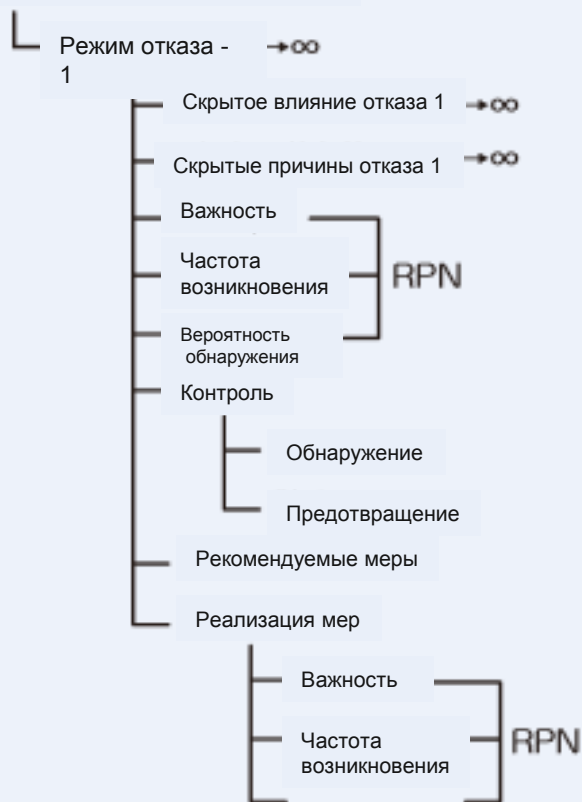 Режим отказа - →∞
1
Скрытое влияние отказа 1 →∞
Скрытые причины отказа 1 →∞
Важность
Частота
возникновения
RPN
Вероятность
обнаружения
Контроль
Обнаружение
Предотвращение
Рекомендуемые меры
Реализация мер
Важность
Частота
возникновения
RPN